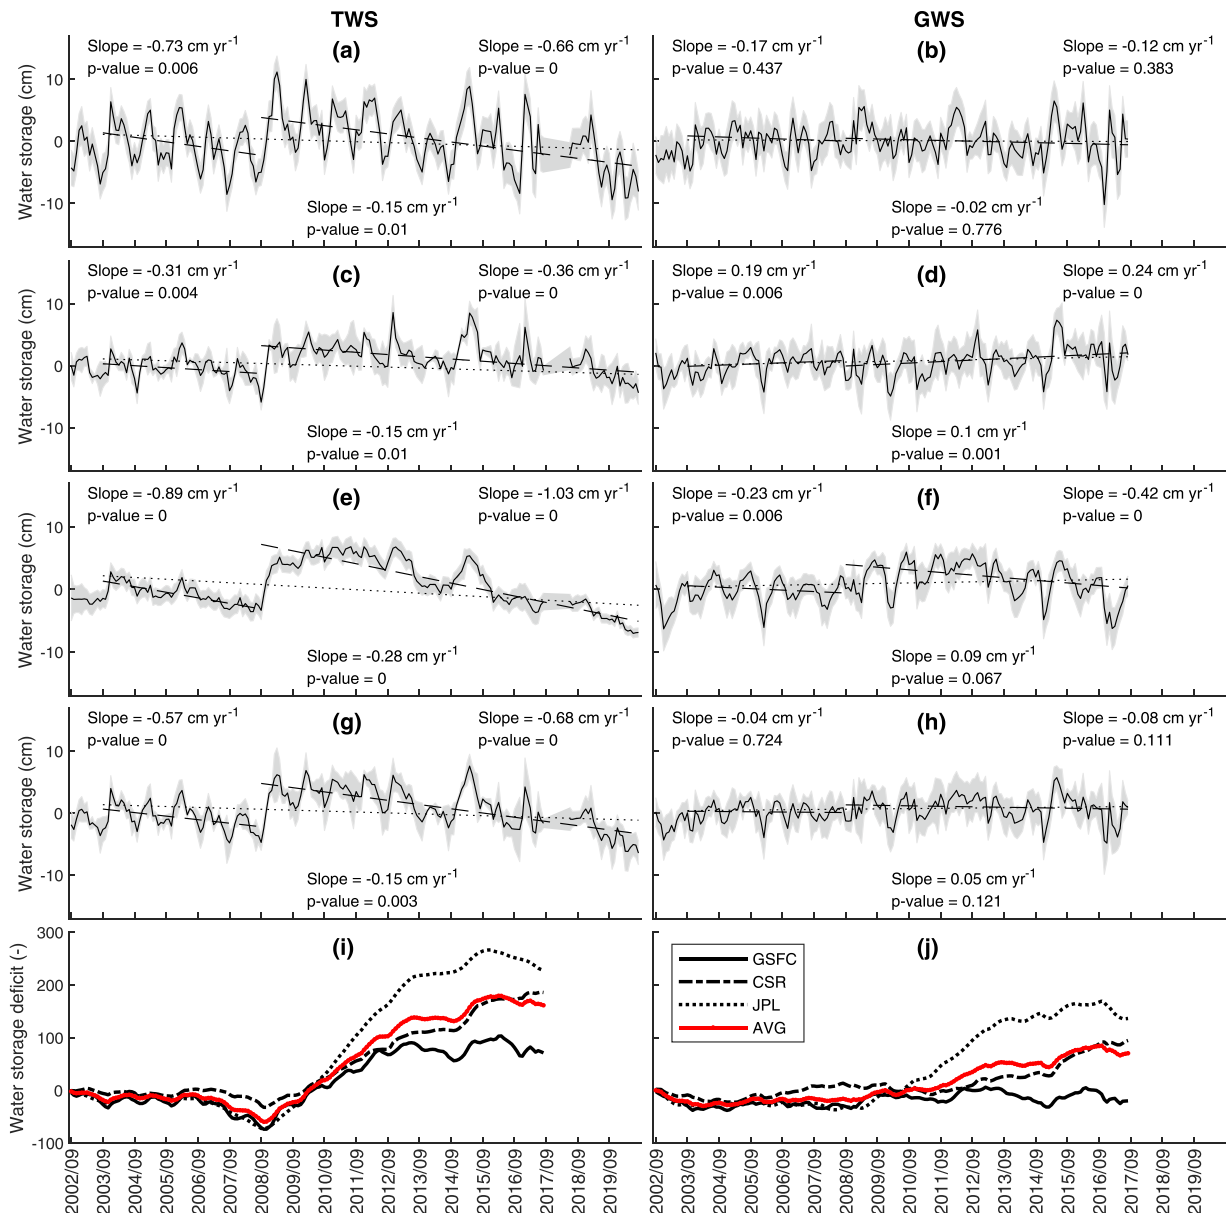 TWS
GWS
Slope = -0.73 cm yr-1
p-value = 0.006
(a)
Slope = -0.66 cm yr-1
p-value = 0
Slope = -0.15 cm yr-1
p-value = 0.01
Water storage (cm)
10
0
-10
Slope = -0.17 cm yr-1
p-value = 0.437
(b)
Slope = -0.12 cm yr-1
p-value = 0.383
Slope = -0.02 cm yr-1
p-value = 0.776
Slope = -0.31 cm yr-1
p-value = 0.004
(c)
Slope = -0.36 cm yr-1
p-value = 0
Slope = -0.15 cm yr-1
p-value = 0.01
Water storage (cm)
10
0
-10
Slope = 0.19 cm yr-1
p-value = 0.006
(d)
Slope = 0.24 cm yr-1
p-value = 0
Slope = 0.1 cm yr-1
p-value = 0.001
Slope = -0.89 cm yr-1
p-value = 0
(e)
Slope = -1.03 cm yr-1
p-value = 0
Slope = -0.28 cm yr-1
p-value = 0
Water storage (cm)
10
0
-10
Slope = -0.23 cm yr-1
p-value = 0.006
(f)
Slope = -0.42 cm yr-1
p-value = 0
Slope = 0.09 cm yr-1
p-value = 0.067
Slope = -0.57 cm yr-1
p-value = 0
(g)
Slope = -0.68 cm yr-1
p-value = 0
Slope = -0.15 cm yr-1
p-value = 0.003
Water storage (cm)
10
0
-10
Slope = -0.04 cm yr-1
p-value = 0.724
(h)
Slope = -0.08 cm yr-1
p-value = 0.111
Slope = 0.05 cm yr-1
p-value = 0.121
(i)
Water storage deficit (-)
300
200
100
0
-100
2002/09
2003/09
2004/09
2005/09
2006/09
2007/09
2008/09
2009/09
2010/09
2011/09
2012/09
2013/09
2014/09
2015/09
2016/09
2017/09
2018/09
2019/09
(j)
GSFC
CSR
JPL
AVG
2002/09
2003/09
2004/09
2005/09
2006/09
2007/09
2008/09
2009/09
2010/09
2011/09
2012/09
2013/09
2014/09
2015/09
2016/09
2017/09
2018/09
2019/09